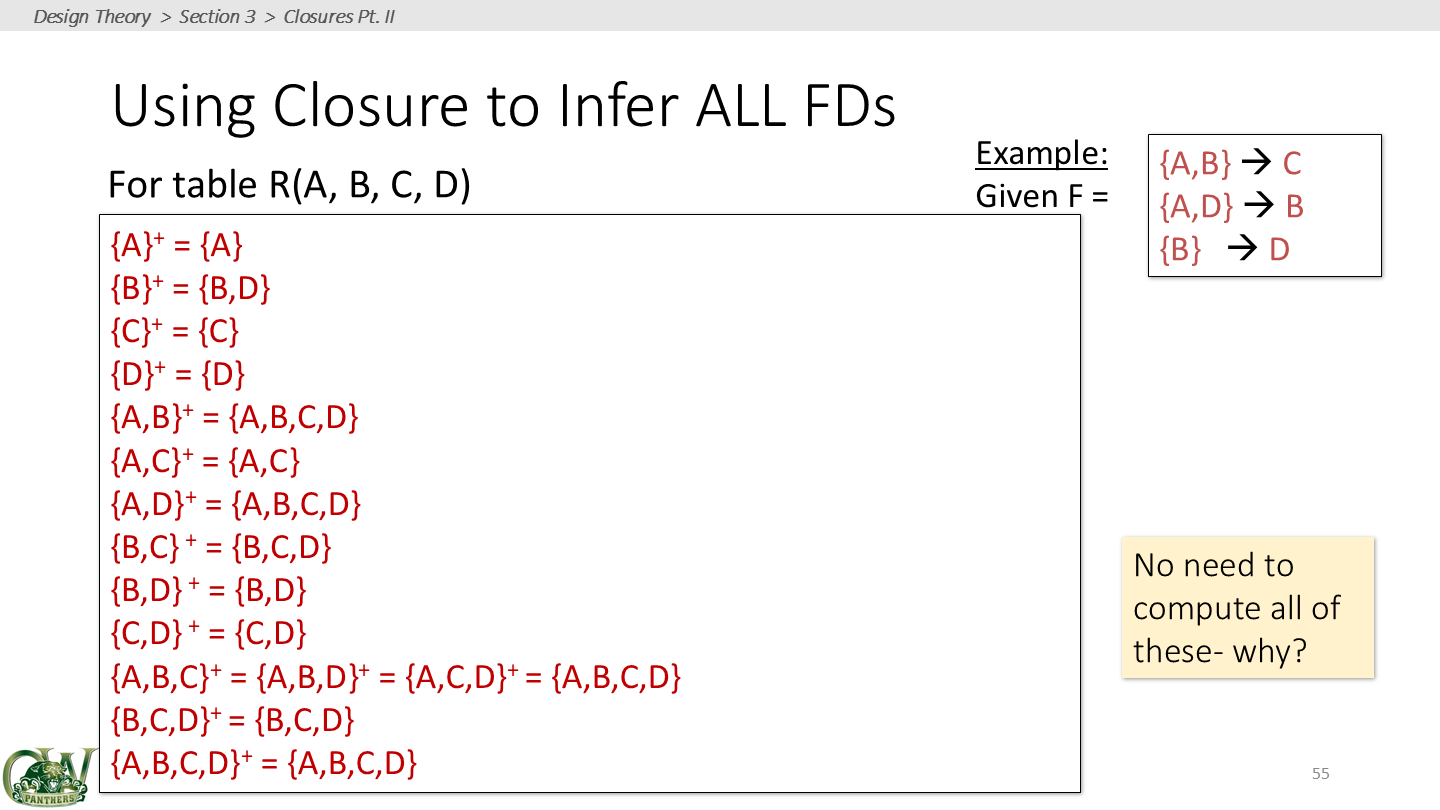 Design Theory > Section 3 > Closures Pt. II
Using Closure to Infer ALL FDs
For table R(A, B, C, D)
Example:
Given F =
{A,B} → C
{A,D} → B
{B} → D
{A}⁺ = {A}
{B}⁺ = {B,D}
{C}⁺ = {C}
{D}⁺ = {D}
{A,B}⁺ = {A,B,C,D}
{A,C}⁺ = {A,C}
{A,D}⁺ = {A,B,C,D}
{B,C} ⁺ = {B,C,D}
{B,D} ⁺ = {B,D}
{C,D} ⁺ = {C,D}
{A,B,C}⁺ = {A,B,D}⁺ = {A,C,D}⁺ = {A,B,C,D}
{B,C,D}⁺ = {B,C,D}
{A,B,C,D}⁺ = {A,B,C,D}
No need to
compute all of
these- why?
PANTHERS
55